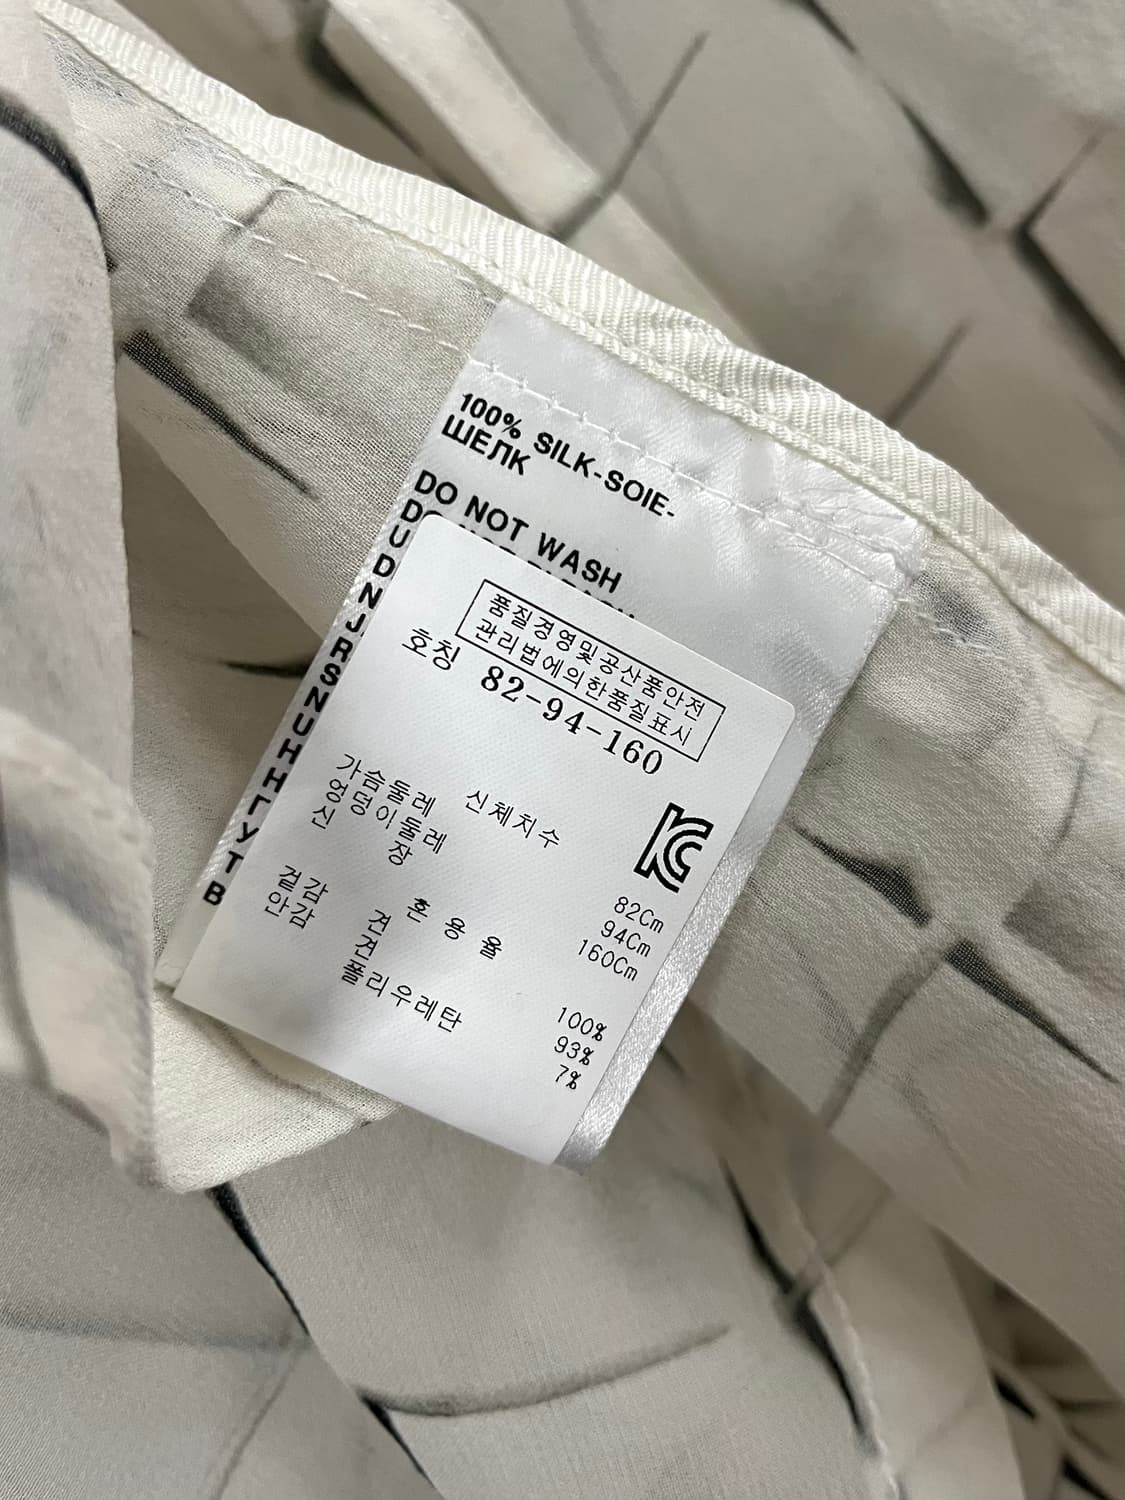 100% SILK-SOIE-
ШЕЛК
DO NOT WASH
품질경영및공산품안전
관리법에의한품질표시
호칭 82-94-160
신체치수
가슴둘레 82Cm
엉덩이둘레 94Cm
신 장 160Cm
혼 용 율
겉감 견 100%
안감 견 93%
폴리우레탄 7%